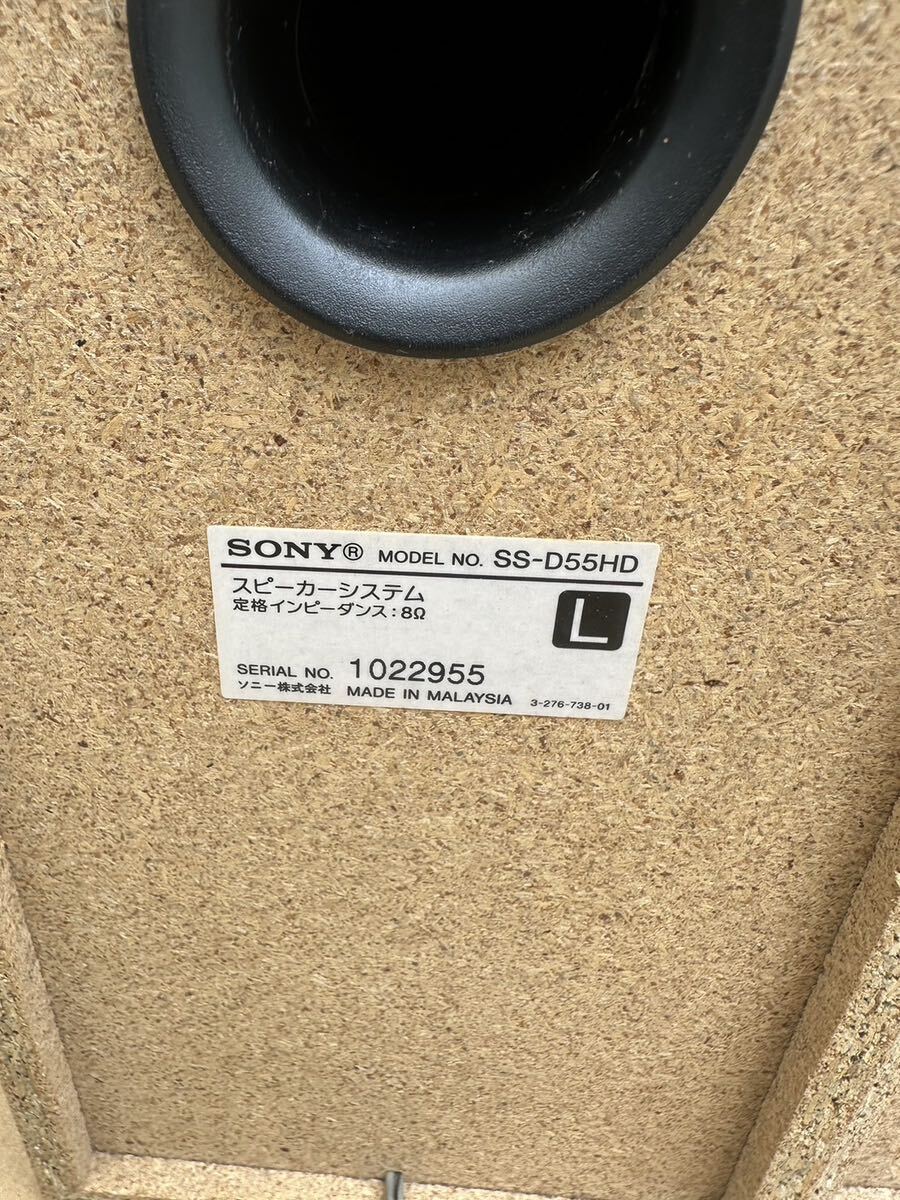 SONY® MODEL NO. SS-D55HD
スピーカーシステム
定格インピーダンス:8Ω
L
SERIAL NO. 1022955
ソニー株式会社 MADE IN MALAYSIA 3-276-738-01